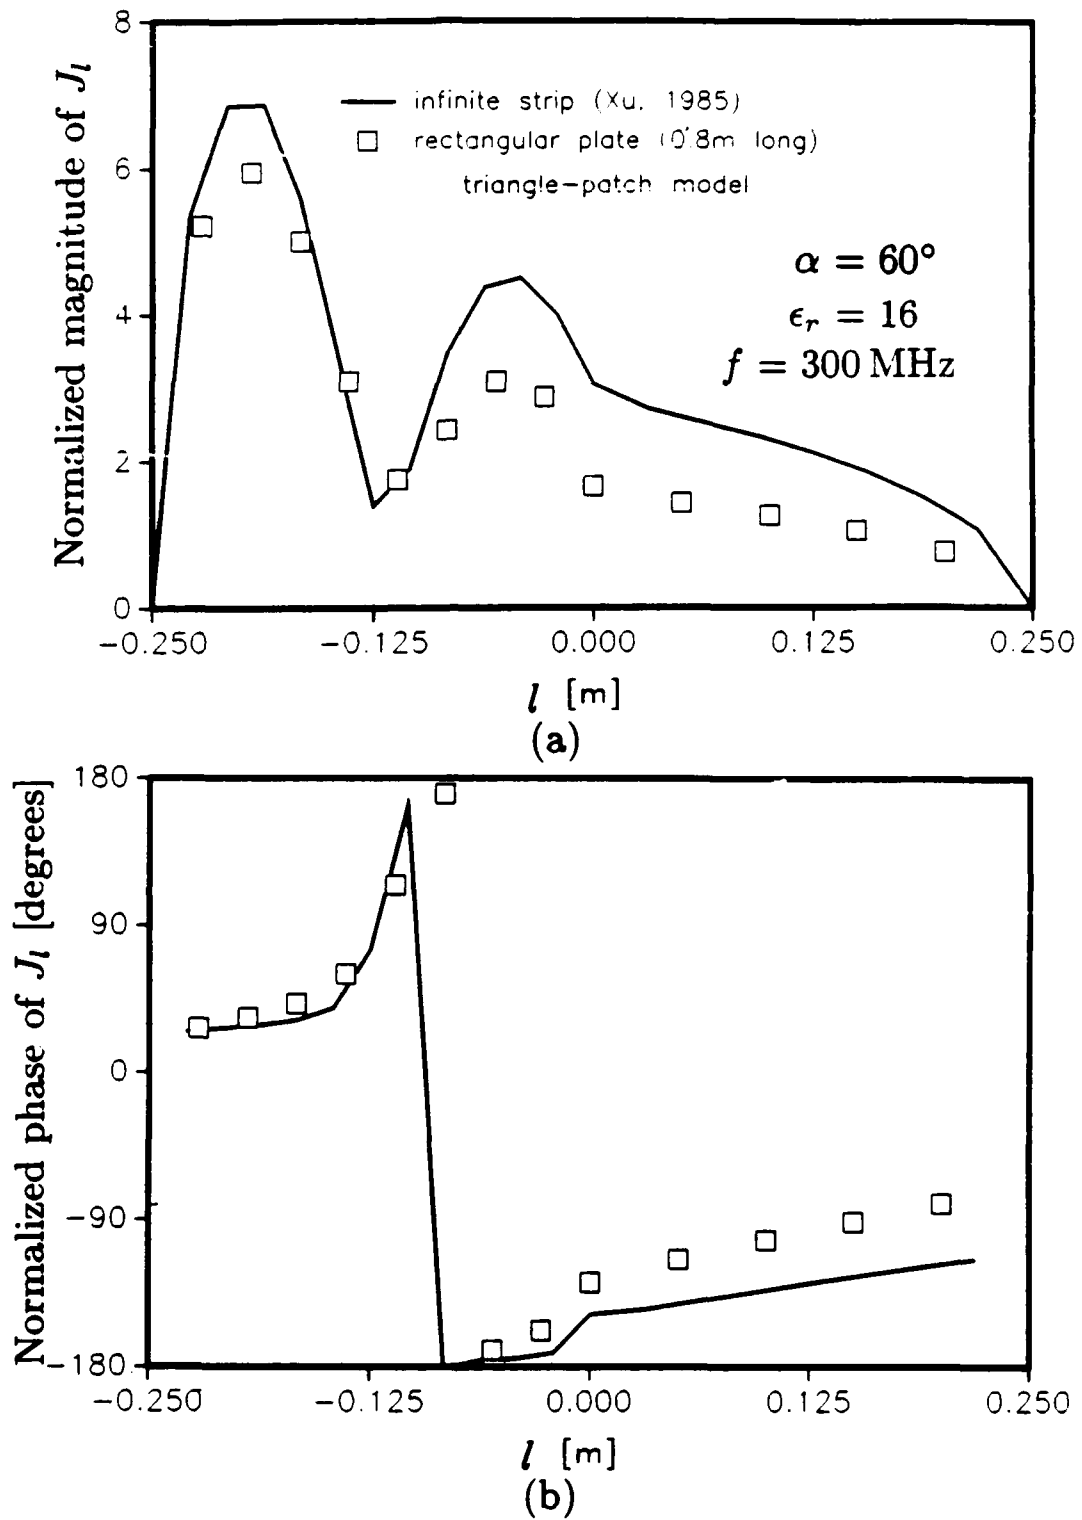 8
6
4
2
0
Normalized magnitude of J_l
infinite strip (Xu, 1985)
rectangular plate (0.8m long)
triangle-patch model
α = 60°
ϵ_r = 16
f = 300 MHz
-0.250 -0.125 0.000 0.125 0.250
l [m]
(a)
180
90
0
-90
-180
Normalized phase of J_l [degrees]
-0.250 -0.125 0.000 0.125 0.250
l [m]
(b)